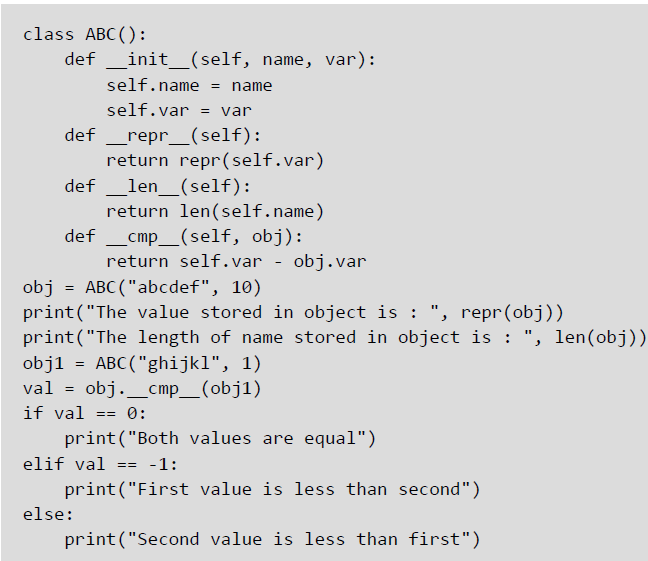 class ABC():
    def __init__(self, name, var):
        self.name = name
        self.var = var
    def __repr__(self):
        return repr(self.var)
    def __len__(self):
        return len(self.name)
    def __cmp__(self, obj):
        return self.var - obj.var
obj = ABC("abcdef", 10)
print("The value stored in object is : ", repr(obj))
print("The length of name stored in object is : ", len(obj))
obj1 = ABC("ghijkl", 1)
val = obj.__cmp__(obj1)
if val == 0:
    print("Both values are equal")
elif val == -1:
    print("First value is less than second")
else:
    print("Second value is less than first")